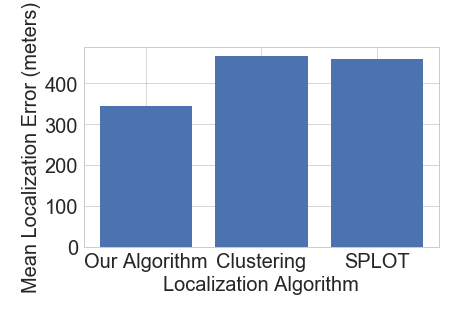 Mean Localization Error (meters)
400
300
200
100
0
Our Algorithm Clustering SPLOT
Localization Algorithm